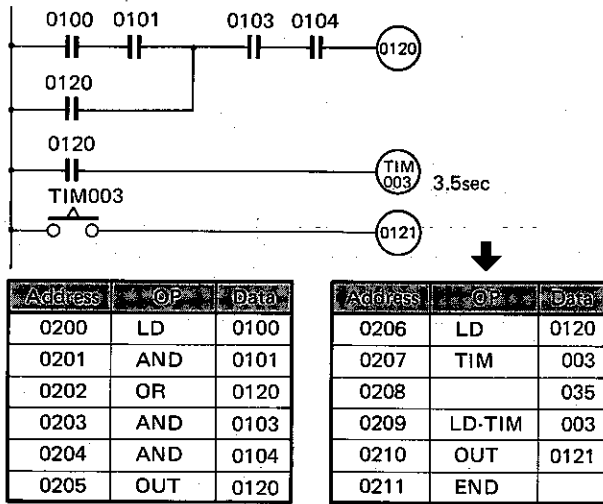 0100 0101 0103 0104
0120
0120
0120
TIM
003
3.5sec
TIM003
0121
Address OP Data
0200 LD 0100
0201 AND 0101
0202 OR 0120
0203 AND 0103
0204 AND 0104
0205 OUT 0120
Address OP Data
0206 LD 0120
0207 TIM 003
0208 035
0209 LD-TIM 003
0210 OUT 0121
0211 END